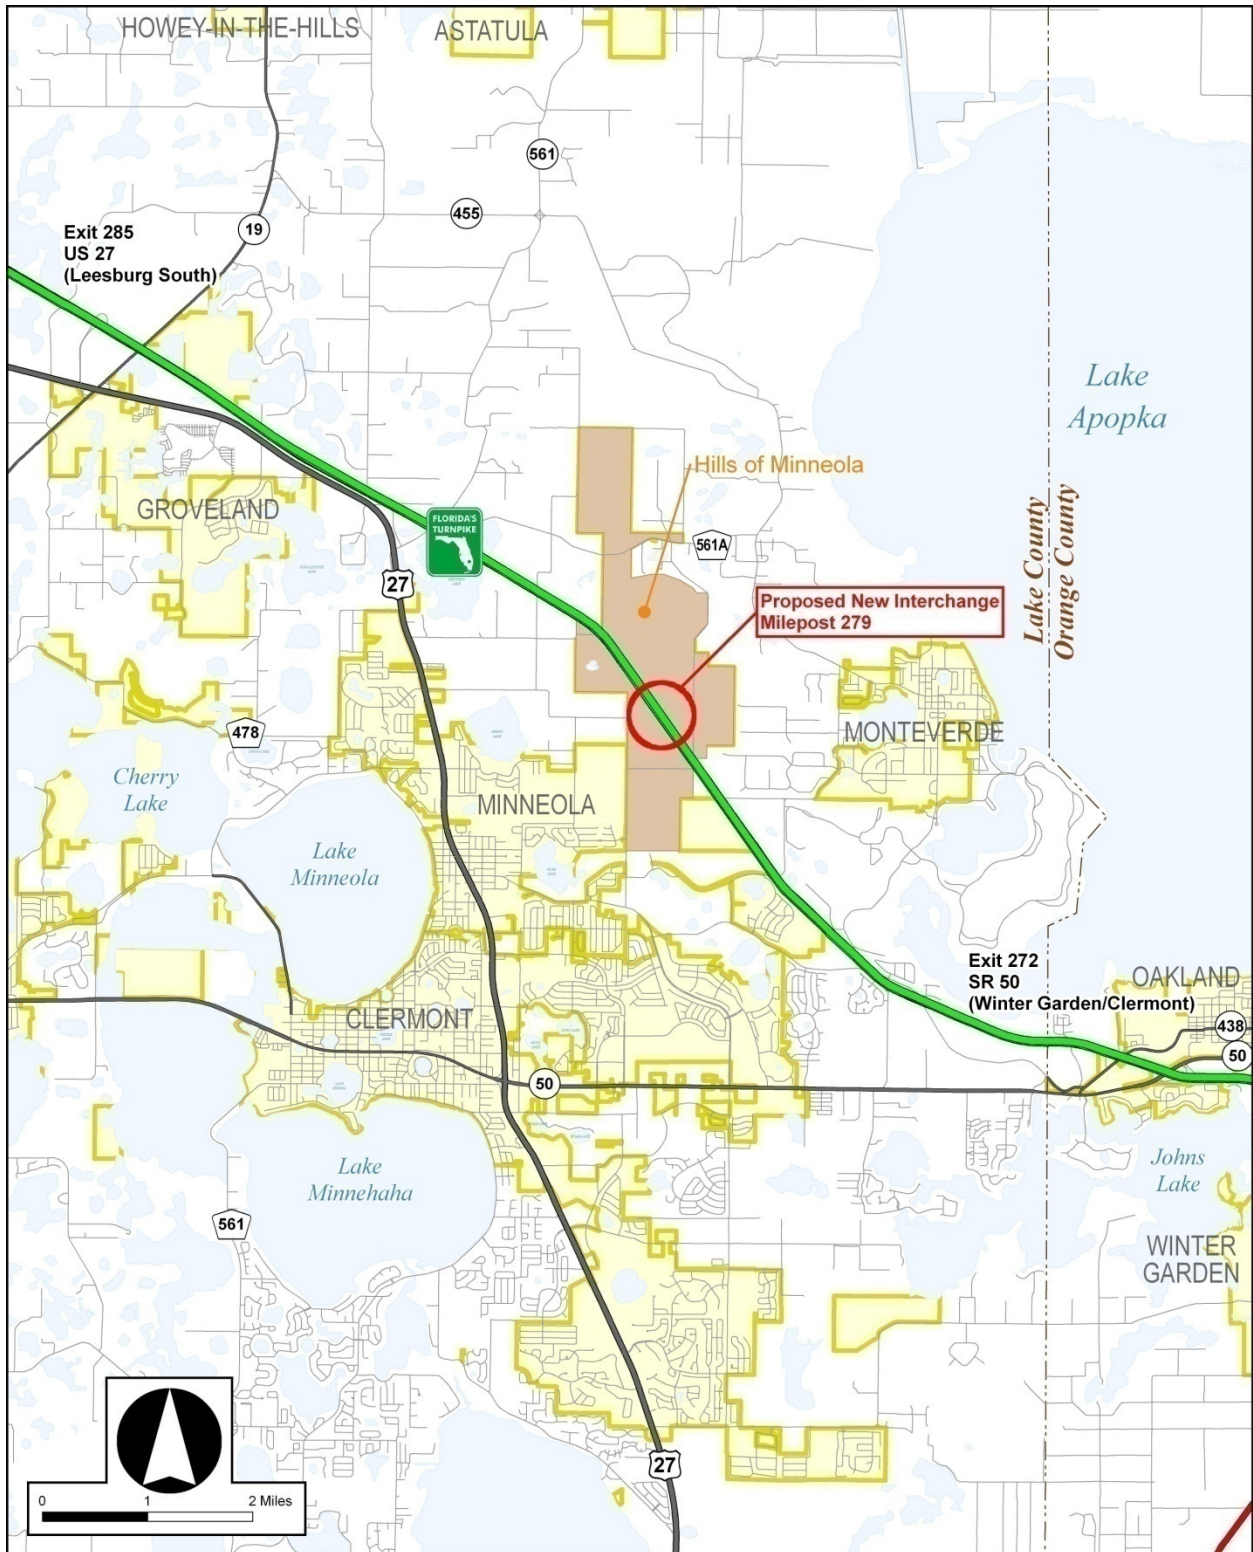 HOWEY-IN-THE-HILLS
ASTATULA
561
455
19
Exit 285
US 27
(Leesburg South)
Lake
Apopka
Hills of Minneola
GROVELAND
FLORIDA'S
TURNPIKE
561A
Lake County
Orange County
27
Proposed New Interchange
Milepost 279
478
MONTEVERDE
Cherry
Lake
MINNEOLA
Lake
Minneola
Exit 272
SR 50
(Winter Garden/Clermont)
OAKLAND
CLERMONT
438
50
50
Lake
Minnehaha
Johns
Lake
561
WINTER
GARDEN
27
0 1 2 Miles